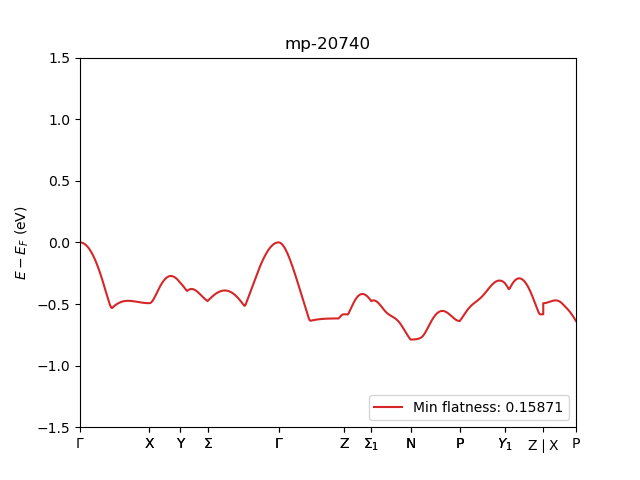 mp-20740
1.5
1.0
0.5
0.0
−0.5
−1.0
−1.5
E − E_F (eV)
Min flatness: 0.15871
Γ X Y Σ Γ Z Σ₁ N P Y₁ Z | X P